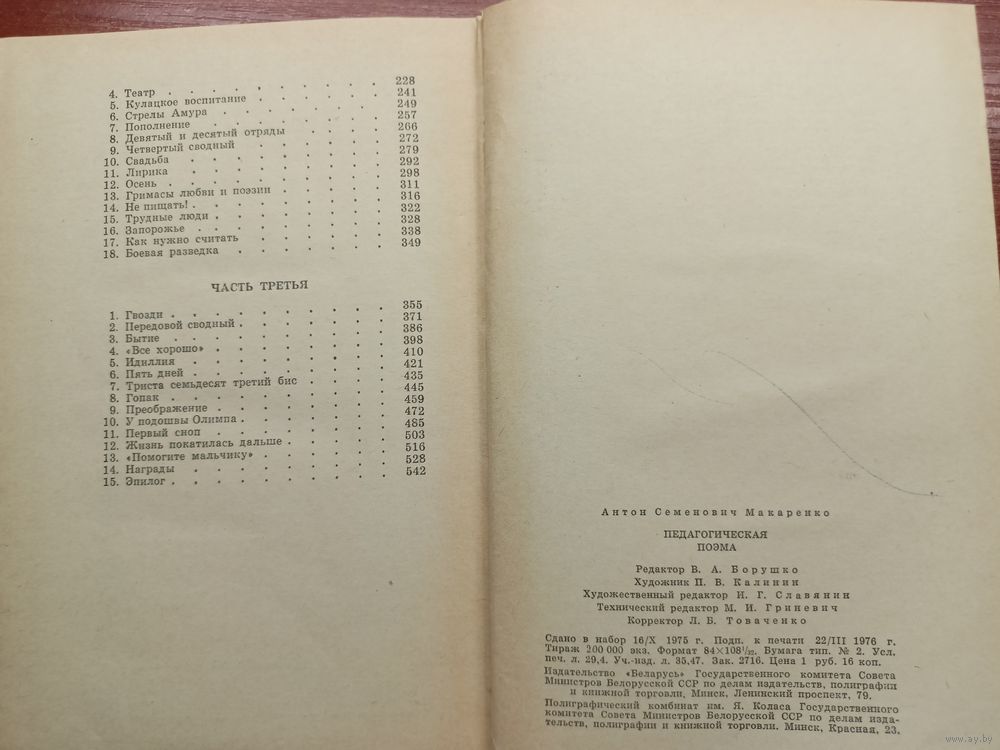 4. Театр . . . . . . . . . . 228
5. Кулацкое воспитание . . . . . . 241
6. Стрелы Амура . . . . . . . . 249
7. Пополнение . . . . . . . . 257
8. Девятый и десятый отряды . . . . 266
9. Четвертый сводный . . . . . . 272
10. Свадьба . . . . . . . . . 279
11. Лирика . . . . . . . . . 292
12. Осень . . . . . . . . . . 298
13. Гримасы любви и поэзии . . . . . 311
14. Не пищать! . . . . . . . . . 316
15. Трудные люди . . . . . . . . 322
16. Запорожье . . . . . . . . . 328
17. Как нужно считать . . . . . . 338
18. Боевая разведка . . . . . . . 349
ЧАСТЬ ТРЕТЬЯ
1. Гвозди . . . . . . . . . . 355
2. Передовой сводный . . . . . . . 371
3. Бытие . . . . . . . . . . 386
4. «Все хорошо» . . . . . . . . 398
5. Идиллия . . . . . . . . . 410
6. Пять дней . . . . . . . . . 421
7. Триста семьдесят третий бис . . . . 435
8. Гопак . . . . . . . . . . 445
9. Преображение . . . . . . . . 459
10. У подошвы Олимпа . . . . . . . 472
11. Первый сноп . . . . . . . . 485
12. Жизнь покатилась дальше . . . . . 503
13. «Помогите мальчику» . . . . . . 516
14. Награды . . . . . . . . . 528
15. Эпилог . . . . . . . . . . 542
Антон Семенович Макаренко
ПЕДАГОГИЧЕСКАЯ
ПОЭМА
Редактор В. А. Борушко
Художник П. В. Калинин
Художественный редактор И. Г. Славянин
Технический редактор М. И. Гриневич
Корректор Л. Б. Товаченко
Сдано в набор 16/X 1975 г. Подп. к печати 22/III 1976 г.
Тираж 200 000 экз. Формат 84×108¹/₃₂. Бумага тип. № 2. Усл.
печ. л. 29,4. Уч.-изд. л. 35,47. Зак. 2716. Цена 1 руб. 16 коп.
Издательство «Беларусь» Государственного комитета Совета
Министров Белорусской ССР по делам издательств, полиграфии
и книжной торговли. Минск, Ленинский проспект, 79.
Полиграфический комбинат им. Я. Коласа Государственного
комитета Совета Министров Белорусской ССР по делам изда-
тельств, полиграфии и книжной торговли. Минск, Красная, 23.
www.ay.by